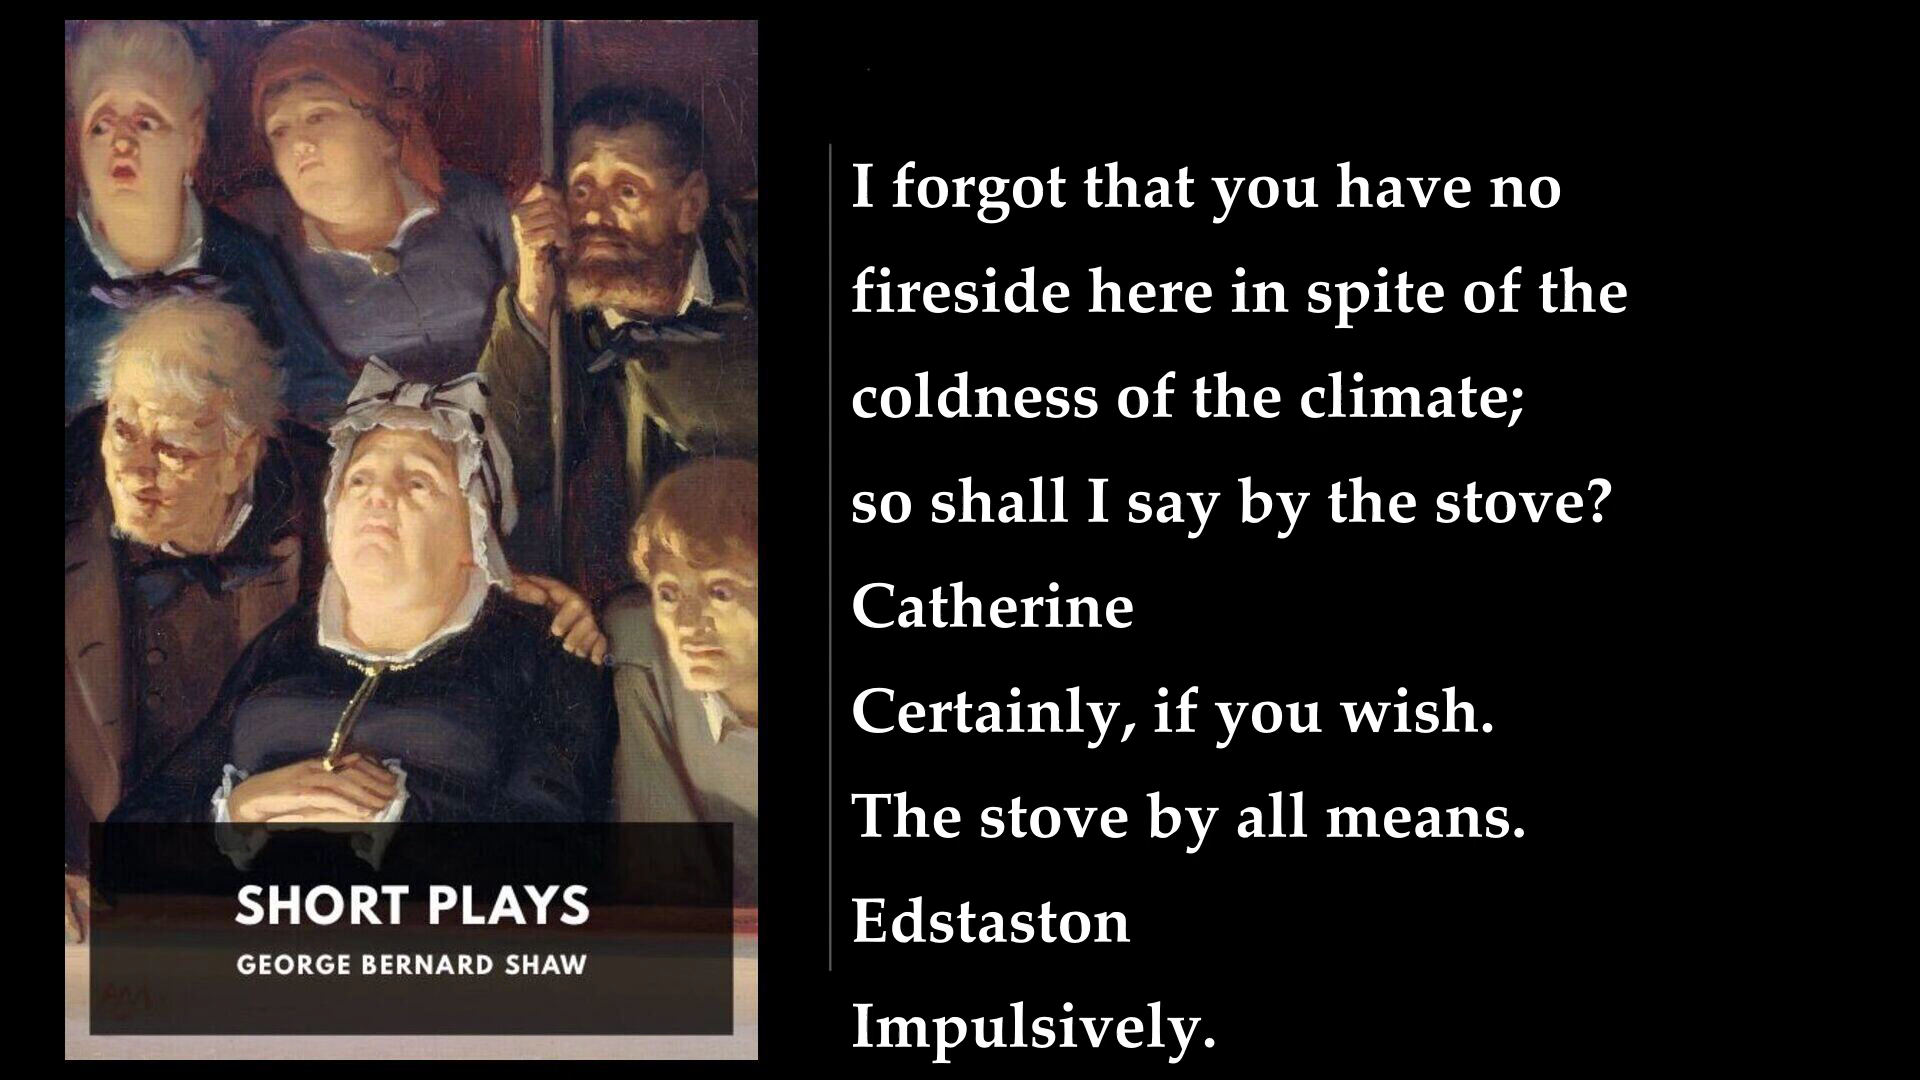 SHORT PLAYS
GEORGE BERNARD SHAW
I forgot that you have no
fireside here in spite of the
coldness of the climate;
so shall I say by the stove?
Catherine
Certainly, if you wish.
The stove by all means.
Edstaston
Impulsively.